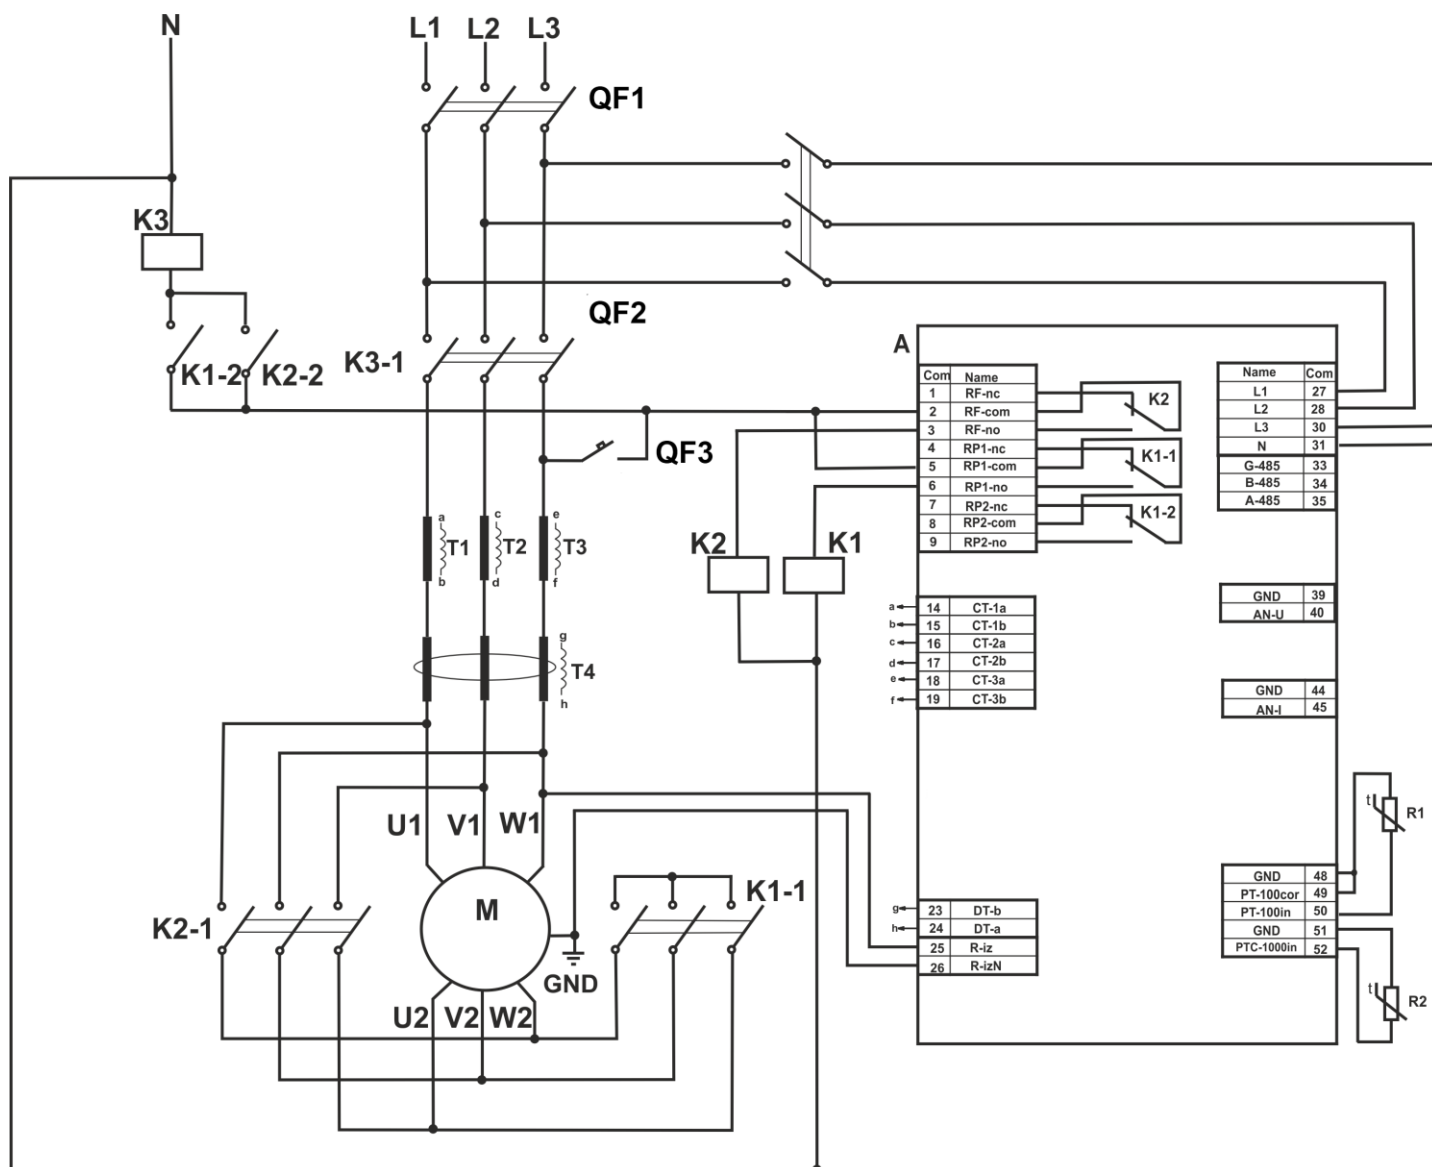 N
L1 L2 L3
QF1
K3
QF2
K3-1
K1-2 K2-2
QF3
A
Com Name
1 RF-nc
2 RF-com
3 RF-no
4 RP1-nc
5 RP1-com
6 RP1-no
7 RP2-nc
8 RP2-com
9 RP2-no
K2
K1-1
K1-2
Name Com
L1 27
L2 28
L3 30
N 31
G-485 33
B-485 34
A-485 35
a c e
T1 T2 T3
b d f
K2 K1
GND 39
AN-U 40
a 14 CT-1a
b 15 CT-1b
c 16 CT-2a
d 17 CT-2b
e 18 CT-3a
f 19 CT-3b
g
T4
h
GND 44
AN-I 45
U1 V1 W1
t R1
GND 48
PT-100cor 49
PT-100in 50
GND 51
PTC-1000in 52
K2-1
M
K1-1
g 23 DT-b
h 24 DT-a
25 R-iz
26 R-izN
GND
t R2
U2 V2 W2